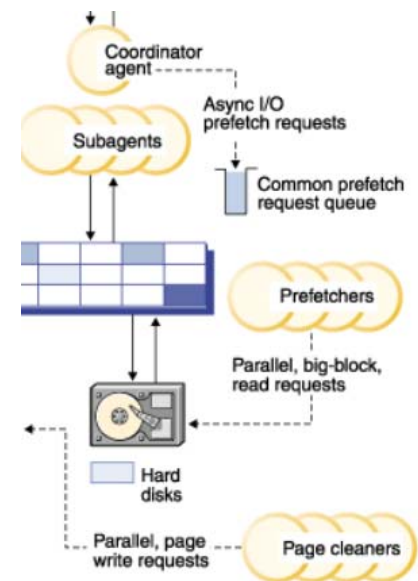 Coordinator
agent
Async I/O
prefetch requests
Subagents
Common prefetch
request queue
Prefetchers
Parallel, big-block,
read requests
Hard
disks
Parallel, page
write requests
Page cleaners